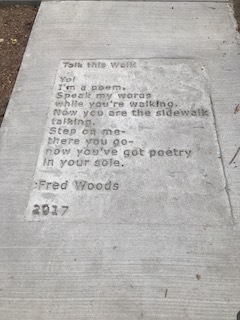 Talk this Walk
Yo!
I'm a poem.
Speak my words
while you're walking.
Now you are the sidewalk
talking.
Step on me-
there you go-
now you've got poetry
in your sole.
-Fred Woods
2017